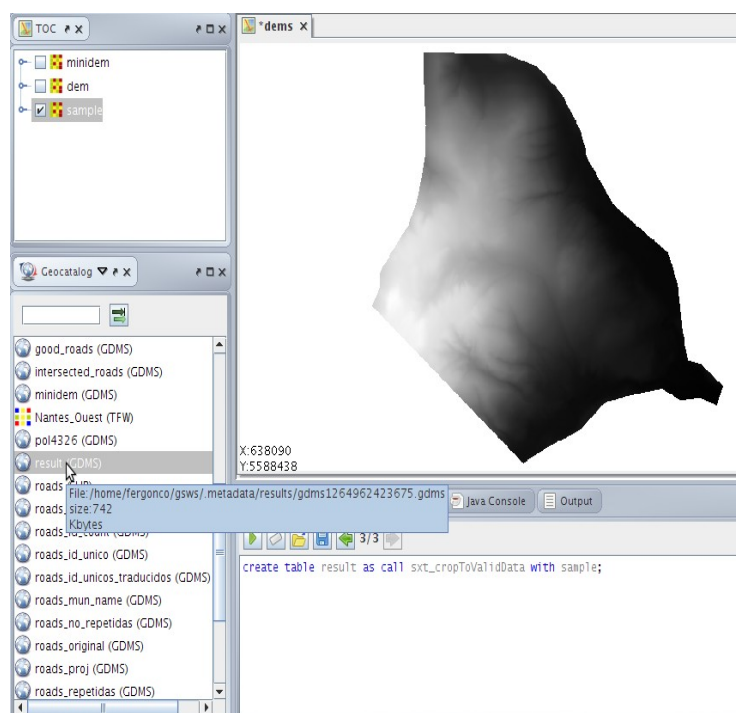 TOC
minidem
dem
sample
*dems
X:638090
Y:5588438
Geocatalog
good_roads (GDMS)
intersected_roads (GDMS)
minidem (GDMS)
Nantes_Ouest (TFW)
pol4326 (GDMS)
result (GDMS)
File:/home/fergonco/gsws/.metadata/results/gdms1264962423675.gdms
size:742
Kbytes
roads_id_unico (GDMS)
roads_id_unicos_traducidos (GDMS)
roads_mun_name (GDMS)
roads_no_repetidas (GDMS)
roads_original (GDMS)
roads_proj (GDMS)
roads_repetidas (GDMS)
Java Console
Output
3/3
create table result as call sxt_cropToValidData with sample;